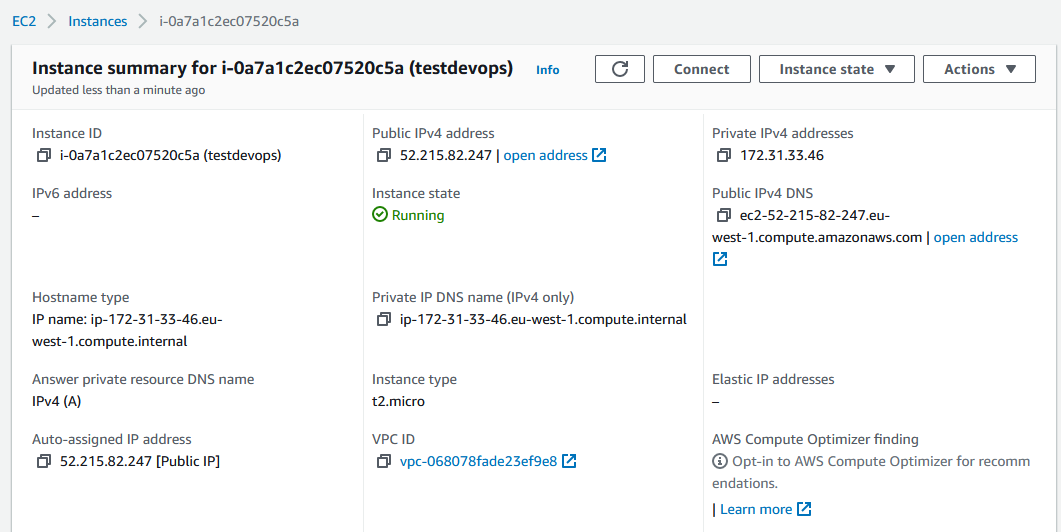 EC2 > Instances > i-0a7a1c2ec07520c5a
Instance summary for i-0a7a1c2ec07520c5a (testdevops) Info
Connect
Instance state
Actions
Updated less than a minute ago
Instance ID
i-0a7a1c2ec07520c5a (testdevops)
Public IPv4 address
52.215.82.247 | open address
Private IPv4 addresses
172.31.33.46
IPv6 address
–
Instance state
Running
Public IPv4 DNS
ec2-52-215-82-247.eu-
west-1.compute.amazonaws.com | open address
Hostname type
IP name: ip-172-31-33-46.eu-
west-1.compute.internal
Private IP DNS name (IPv4 only)
ip-172-31-33-46.eu-west-1.compute.internal
Answer private resource DNS name
IPv4 (A)
Instance type
t2.micro
Elastic IP addresses
–
Auto-assigned IP address
52.215.82.247 [Public IP]
VPC ID
vpc-068078fade23ef9e8
AWS Compute Optimizer finding
Opt-in to AWS Compute Optimizer for recomm
endations.
| Learn more